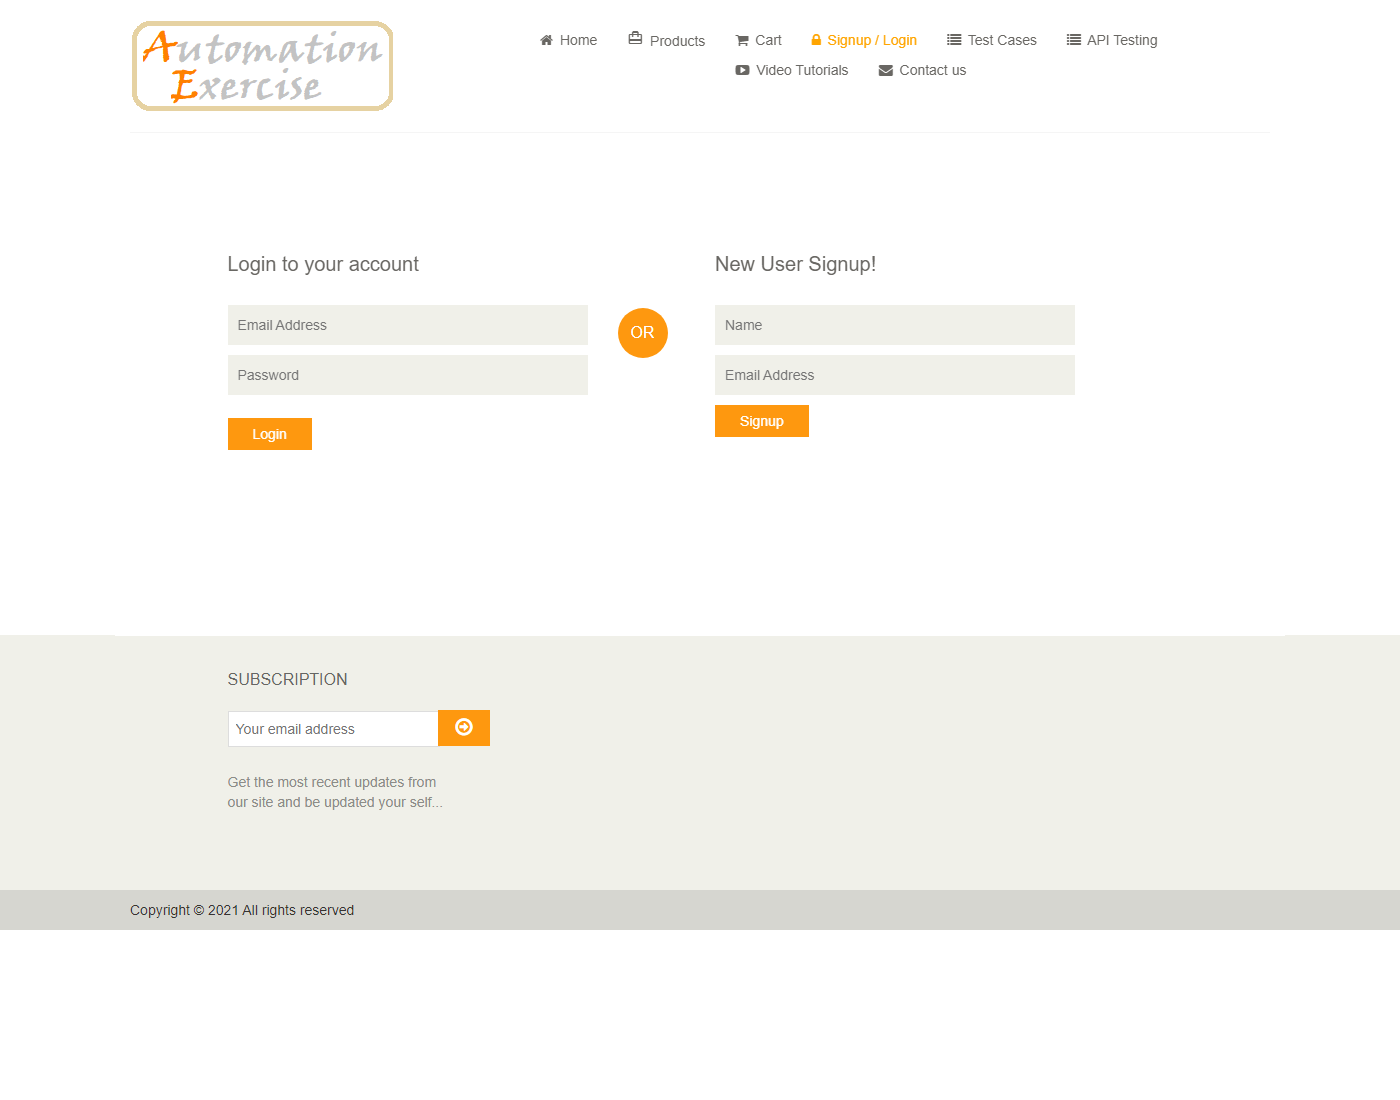 Automation
Exercise
Home Products Cart Signup / Login Test Cases API Testing
Video Tutorials Contact us
Login to your account
Email Address
Password
Login
OR
New User Signup!
Name
Email Address
Signup
SUBSCRIPTION
Your email address
Get the most recent updates from
our site and be updated your self...
Copyright © 2021 All rights reserved